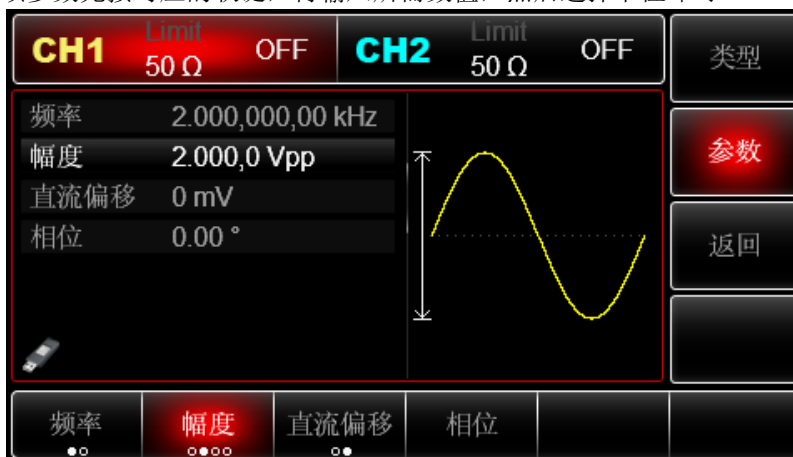 CH1 Limit 50 Ω OFF CH2 Limit 50 Ω OFF 类型
频率 2.000,000,00 kHz
幅度 2.000,0 Vpp 参数
直流偏移 0 mV
相位 0.00 ° 返回
频率 幅度 直流偏移 相位